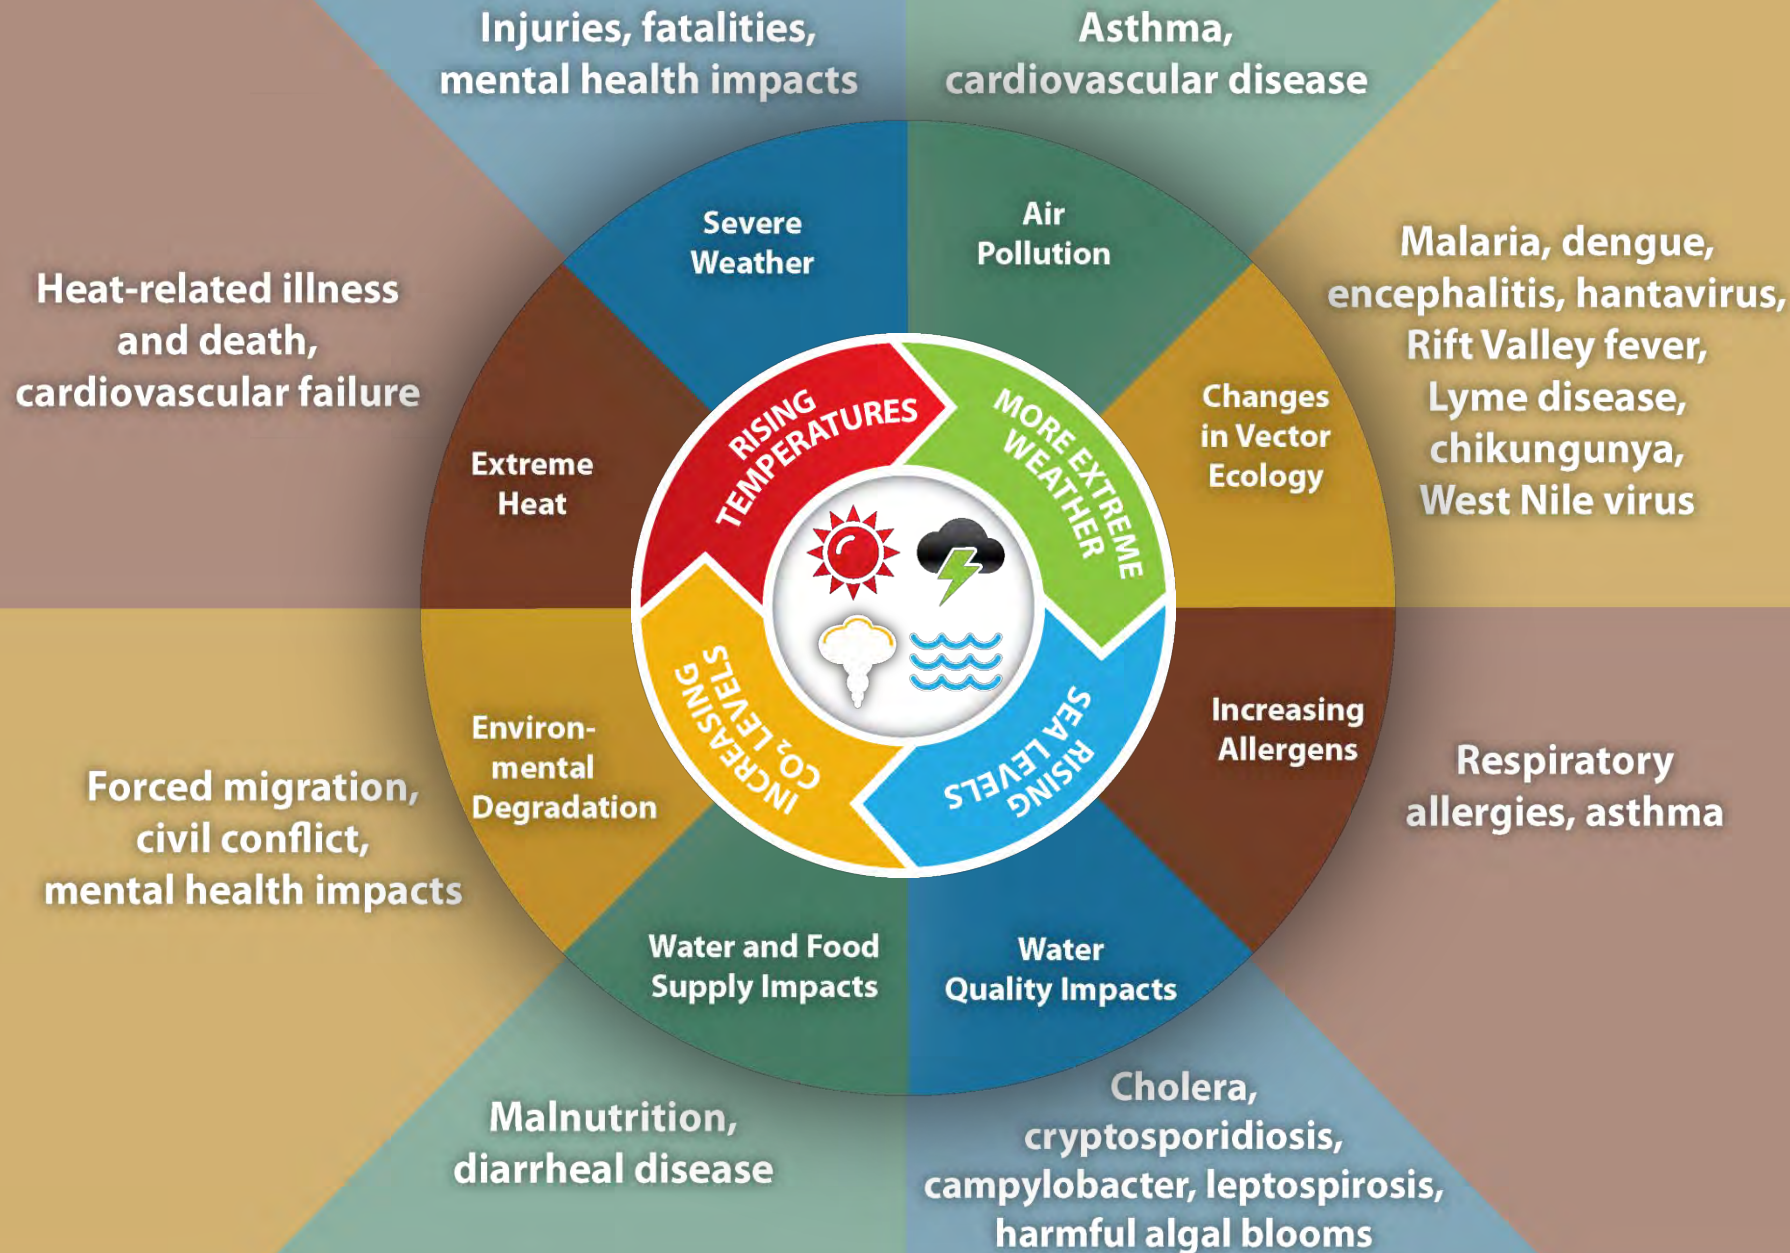 Injuries, fatalities,
mental health impacts
Asthma,
cardiovascular disease
Severe
Weather
Air
Pollution
Heat-related illness
and death,
cardiovascular failure
Extreme
Heat
Changes
in Vector
Ecology
Malaria, dengue,
encephalitis, hantavirus,
Rift Valley fever,
Lyme disease,
chikungunya,
West Nile virus
RISING
TEMPERATURES
MORE EXTREME
WEATHER
INCREASING
CO₂ LEVELS
RISING
SEA LEVELS
Environ-
mental
Degradation
Increasing
Allergens
Forced migration,
civil conflict,
mental health impacts
Respiratory
allergies, asthma
Water and Food
Supply Impacts
Water
Quality Impacts
Malnutrition,
diarrheal disease
Cholera,
cryptosporidiosis,
campylobacter, leptospirosis,
harmful algal blooms